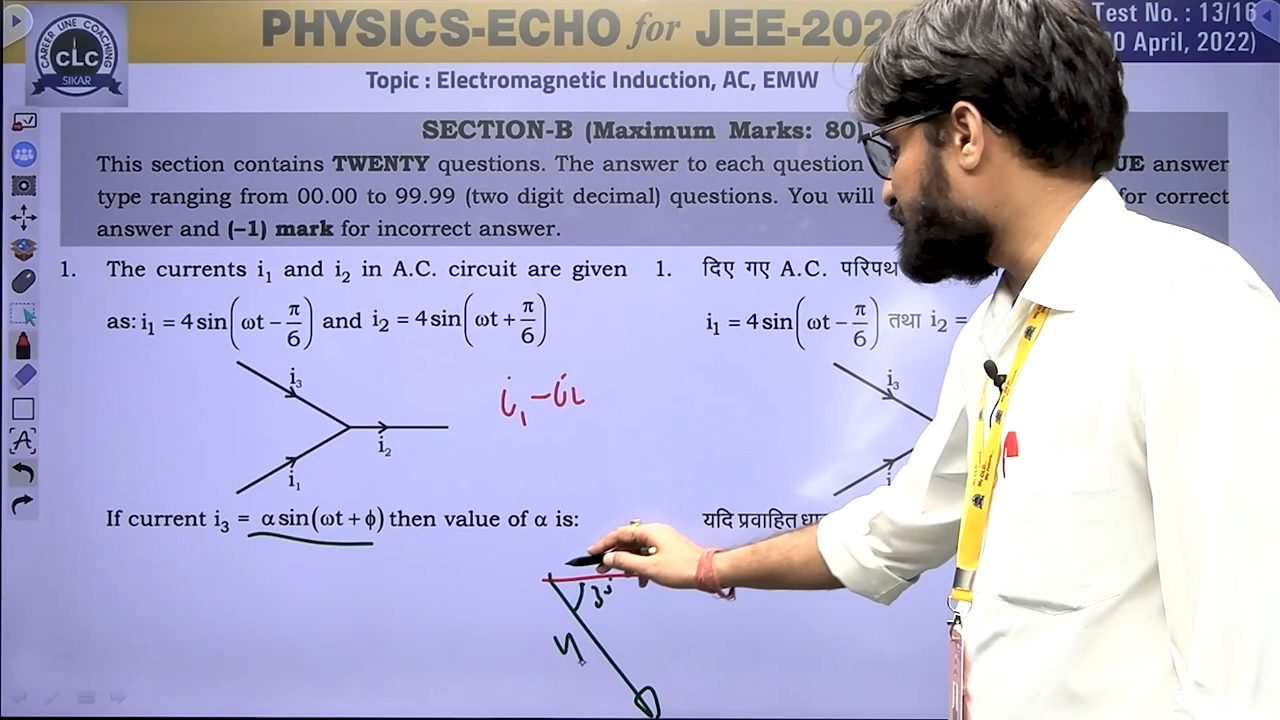 CAREER LINE COACHING
CLC
SIKAR
PHYSICS-ECHO for JEE-202
Test No. : 13/16
0 April, 2022)
Topic : Electromagnetic Induction, AC, EMW
SECTION-B (Maximum Marks: 80)
This section contains TWENTY questions. The answer to each question UE answer
type ranging from 00.00 to 99.99 (two digit decimal) questions. You will for correct
answer and (–1) mark for incorrect answer.
1. The currents i₁ and i₂ in A.C. circuit are given
as: i₁ = 4 sin(ωt − π/6) and i₂ = 4 sin(ωt + π/6)
i₃
i₂
i₁
i₁ − i₂
If current i₃ = α sin(ωt + ϕ) then value of α is:
1. दिए गए A.C. परिपथ
i₁ = 4 sin(ωt − π/6) तथा i₂ =
i₃
यदि प्रवाहित
30
4